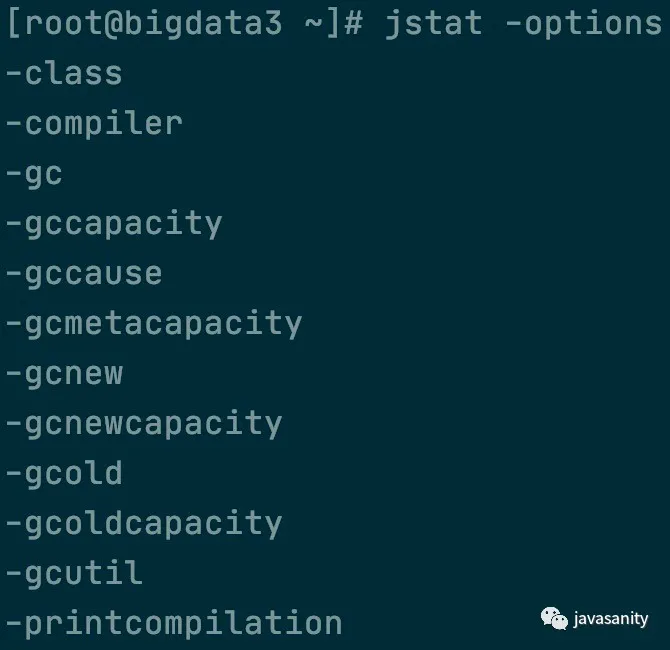 [root@bigdata3 ~]# jstat -options
-class
-compiler
-gc
-gccapacity
-gccause
-gcmetacapacity
-gcnew
-gcnewcapacity
-gcold
-gcoldcapacity
-gcutil
-printcompilation
javasanity